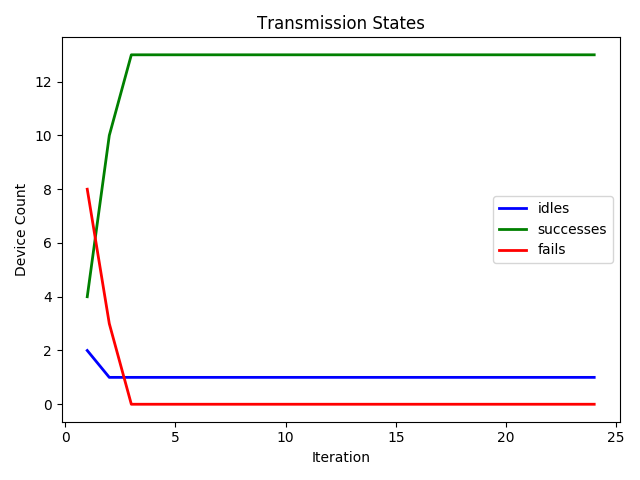 Transmission States
Device Count
12
10
8
6
4
2
0
idles
successes
fails
0 5 10 15 20 25
Iteration